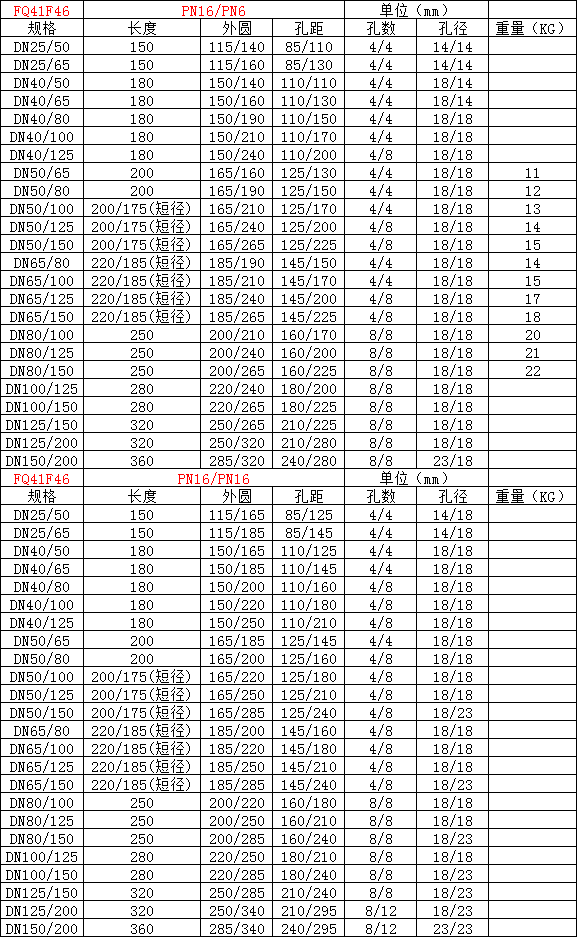 FQ41F46 PN16/PN6 单位（mm）
规格 长度 外圆 孔距 孔数 孔径 重量（KG）
DN25/50 150 115/140 85/110 4/4 14/14
DN25/65 150 115/160 85/130 4/4 14/14
DN40/50 180 150/140 110/110 4/4 18/14
DN40/65 180 150/160 110/130 4/4 18/14
DN40/80 180 150/190 110/150 4/4 18/18
DN40/100 180 150/210 110/170 4/4 18/18
DN40/125 180 150/240 110/200 4/8 18/18
DN50/65 200 165/160 125/130 4/4 18/18 11
DN50/80 200 165/190 125/150 4/4 18/18 12
DN50/100 200/175(短径) 165/210 125/170 4/4 18/18 13
DN50/125 200/175(短径) 165/240 125/200 4/8 18/18 14
DN50/150 200/175(短径) 165/265 125/225 4/8 18/18 15
DN65/80 220/185(短径) 185/190 145/150 4/4 18/18 14
DN65/100 220/185(短径) 185/210 145/170 4/4 18/18 15
DN65/125 220/185(短径) 185/240 145/200 4/8 18/18 17
DN65/150 220/185(短径) 185/265 145/225 4/8 18/18 18
DN80/100 250 200/210 160/170 8/8 18/18 20
DN80/125 250 200/240 160/200 8/8 18/18 21
DN80/150 250 200/265 160/225 8/8 18/18 22
DN100/125 280 220/240 180/200 8/8 18/18
DN100/150 280 220/265 180/225 8/8 18/18
DN125/150 320 250/265 210/225 8/8 18/18
DN125/200 320 250/320 210/280 8/8 18/18
DN150/200 360 285/320 240/280 8/8 23/18
FQ41F46 PN16/PN16 单位（mm）
规格 长度 外圆 孔距 孔数 孔径 重量（KG）
DN25/50 150 115/165 85/125 4/4 14/18
DN25/65 150 115/185 85/145 4/4 14/18
DN40/50 180 150/165 110/125 4/4 18/18
DN40/65 180 150/185 110/145 4/4 18/18
DN40/80 180 150/200 110/160 4/8 18/18
DN40/100 180 150/220 110/180 4/8 18/18
DN40/125 180 150/250 110/210 4/8 18/18
DN50/65 200 165/185 125/145 4/4 18/18
DN50/80 200 165/200 125/160 4/8 18/18
DN50/100 200/175(短径) 165/220 125/180 4/8 18/18
DN50/125 200/175(短径) 165/250 125/210 4/8 18/18
DN50/150 200/175(短径) 165/285 125/240 4/8 18/23
DN65/80 220/185(短径) 185/200 145/160 4/8 18/18
DN65/100 220/185(短径) 185/220 145/180 4/8 18/18
DN65/125 220/185(短径) 185/250 145/210 4/8 18/18
DN65/150 220/185(短径) 185/285 145/240 4/8 18/23
DN80/100 250 200/220 160/180 8/8 18/18
DN80/125 250 200/250 160/210 8/8 18/18
DN80/150 250 200/285 160/240 8/8 18/23
DN100/125 280 220/250 180/210 8/8 18/18
DN100/150 280 220/285 180/240 8/8 18/23
DN125/150 320 250/285 210/240 8/8 18/23
DN125/200 320 250/340 210/295 8/12 18/23
DN150/200 360 285/340 240/295 8/12 23/23